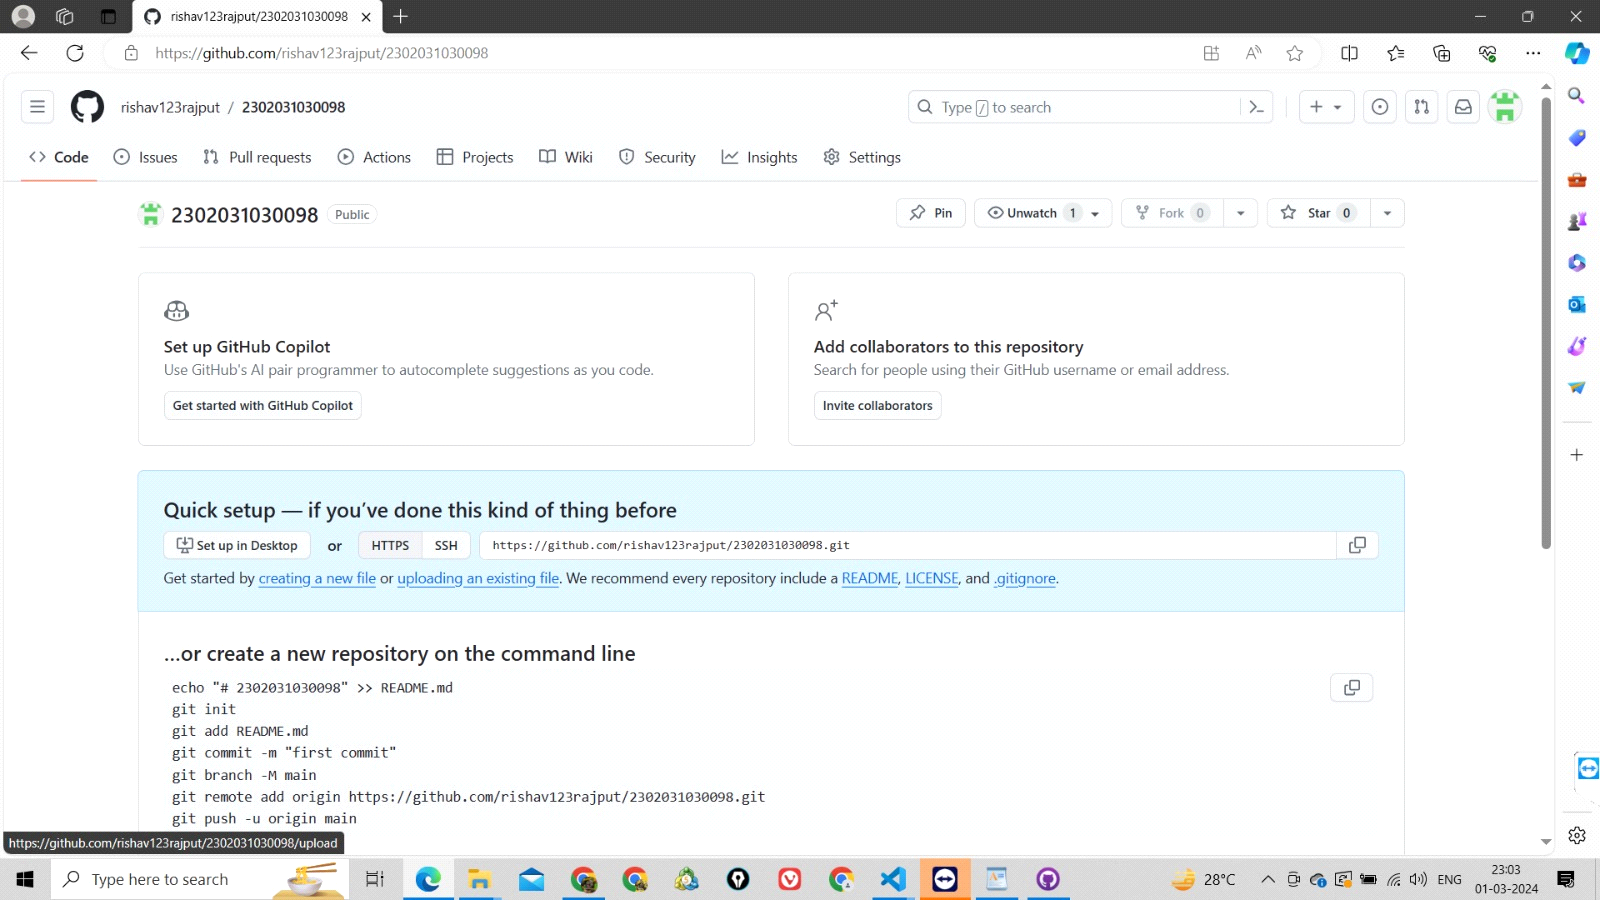 rishav123rajput/2302031030098
https://github.com/rishav123rajput/2302031030098
rishav123rajput / 2302031030098
Type / to search
Code Issues Pull requests Actions Projects Wiki Security Insights Settings
2302031030098 Public
Pin Unwatch 1 Fork 0 Star 0
Set up GitHub Copilot
Use GitHub's AI pair programmer to autocomplete suggestions as you code.
Get started with GitHub Copilot
Add collaborators to this repository
Search for people using their GitHub username or email address.
Invite collaborators
Quick setup — if you’ve done this kind of thing before
Set up in Desktop or HTTPS SSH https://github.com/rishav123rajput/2302031030098.git
Get started by creating a new file or uploading an existing file. We recommend every repository include a README, LICENSE, and .gitignore.
…or create a new repository on the command line
echo "# 2302031030098" >> README.md
git init
git add README.md
git commit -m "first commit"
git branch -M main
git remote add origin https://github.com/rishav123rajput/2302031030098.git
git push -u origin main
https://github.com/rishav123rajput/2302031030098/upload
Type here to search
28°C
ENG
23:03
01-03-2024